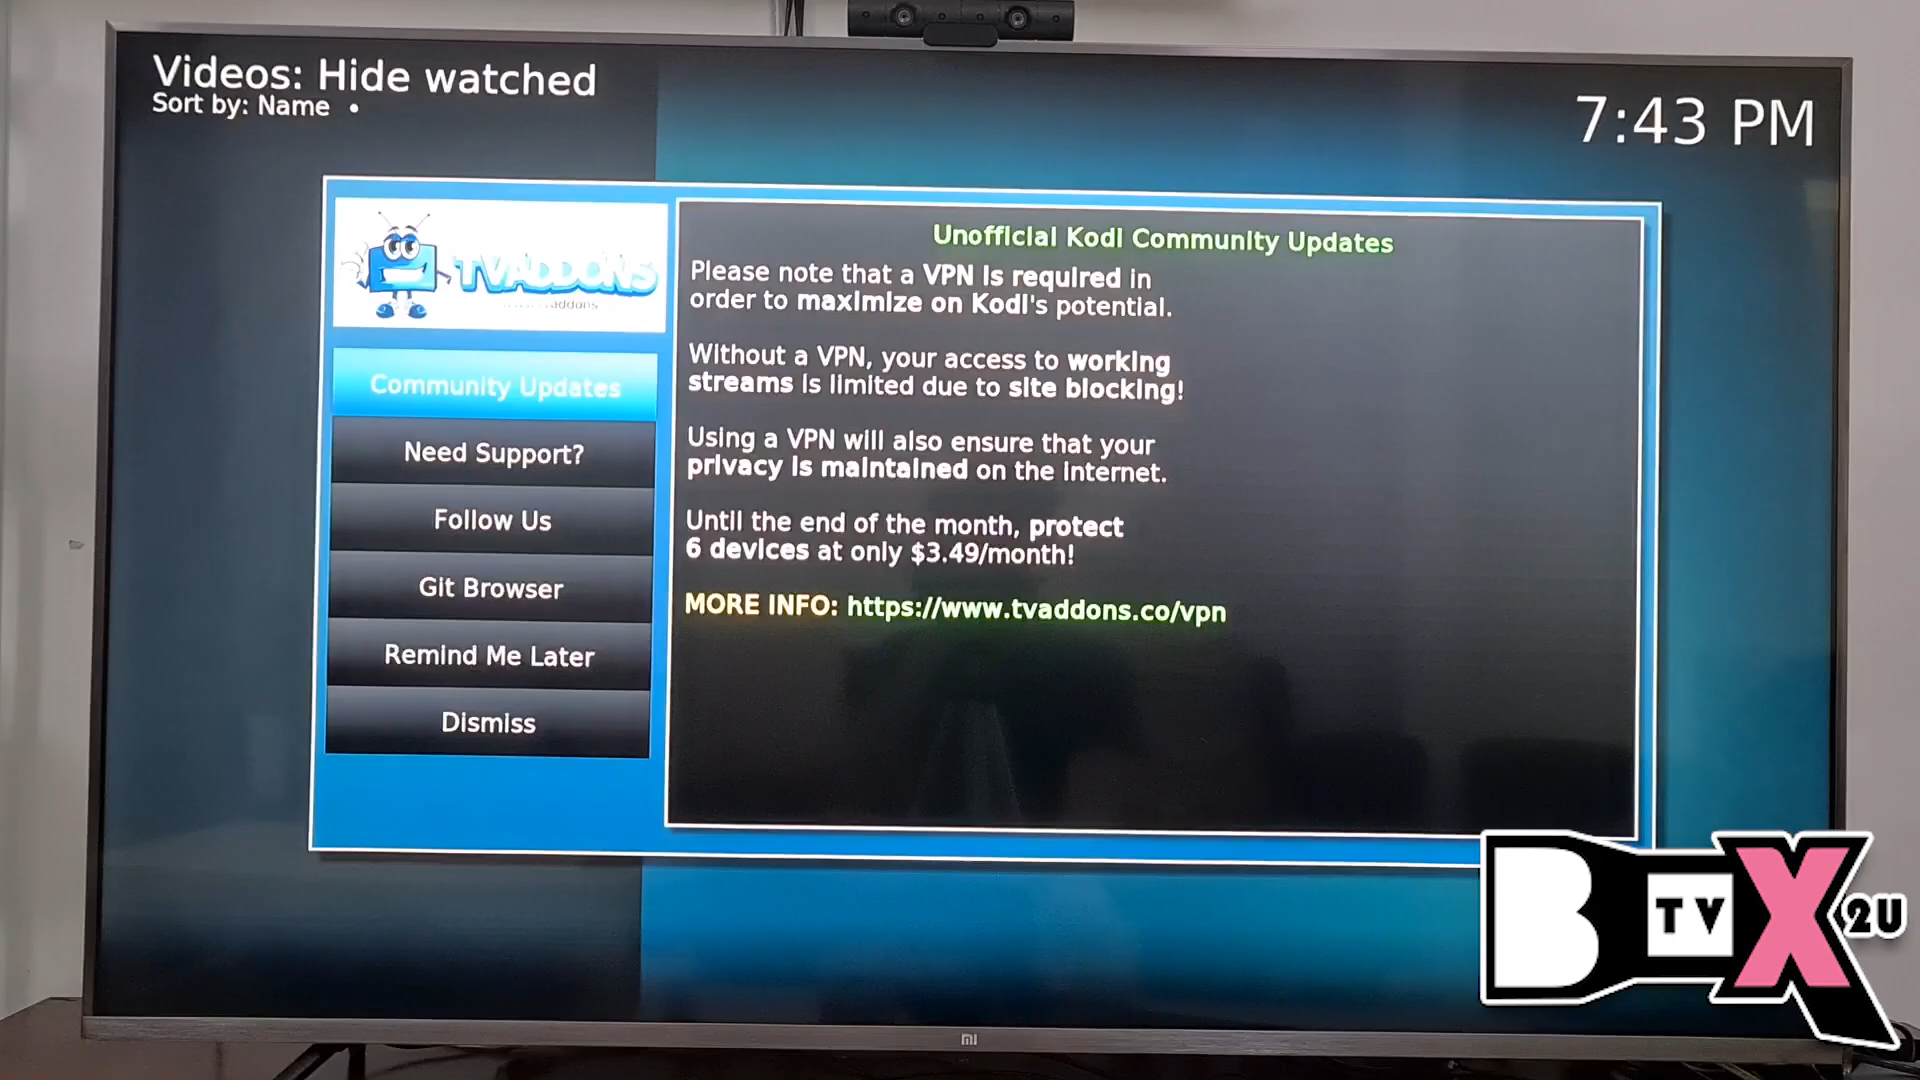 Videos: Hide watched
Sort by: Name •
7:43 PM
TVADDONS
Community Updates
Need Support?
Follow Us
Git Browser
Remind Me Later
Dismiss
Unofficial Kodi Community Updates
Please note that a VPN is required in
order to maximize on Kodi's potential.
Without a VPN, your access to working
streams is limited due to site blocking!
Using a VPN will also ensure that your
privacy is maintained on the internet.
Until the end of the month, protect
6 devices at only $3.49/month!
MORE INFO: https://www.tvaddons.co/vpn
mi
B TV X 2U